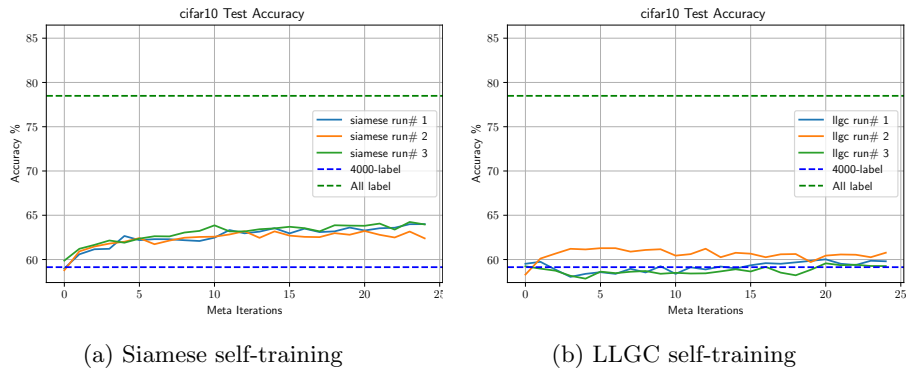 cifar10 Test Accuracy
85
80
75
70
65
60
Accuracy %
siamese run# 1
siamese run# 2
siamese run# 3
4000-label
All label
0 5 10 15 20
Meta Iterations
(a) Siamese self-training
cifar10 Test Accuracy
85
80
75
70
65
60
Accuracy %
llgc run# 1
llgc run# 2
llgc run# 3
4000-label
All label
0 5 10 15 20
Meta Iterations
(b) LLGC self-training